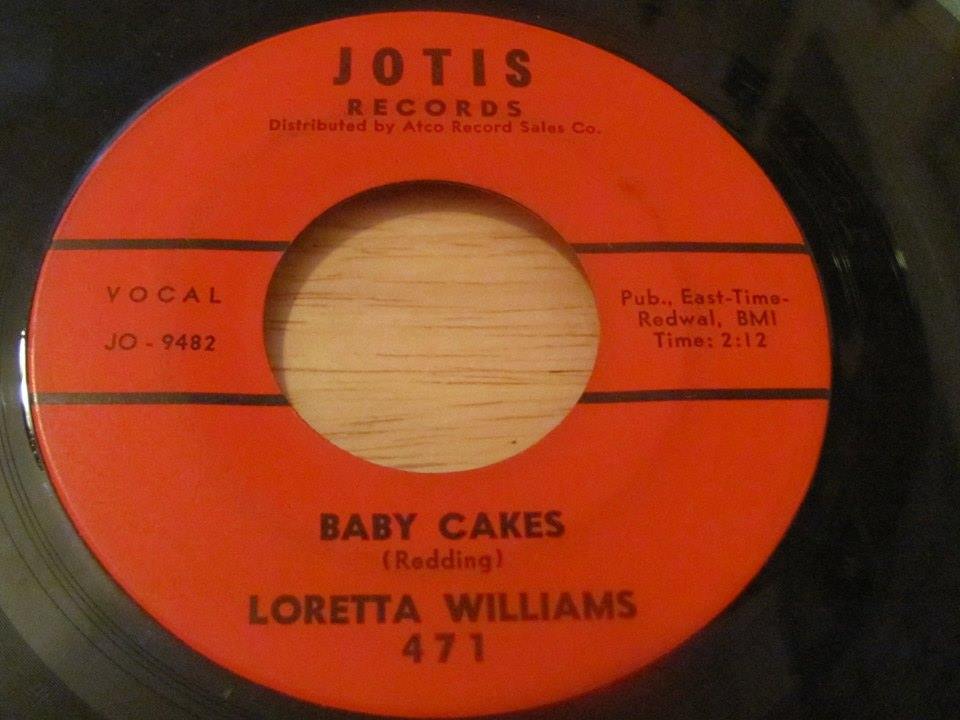 JOTIS
RECORDS
Distributed by Atco Record Sales Co.
VOCAL
JO - 9482
Pub., East-Time-
Redwal, BMI
Time: 2:12
BABY CAKES
(Redding)
LORETTA WILLIAMS
471